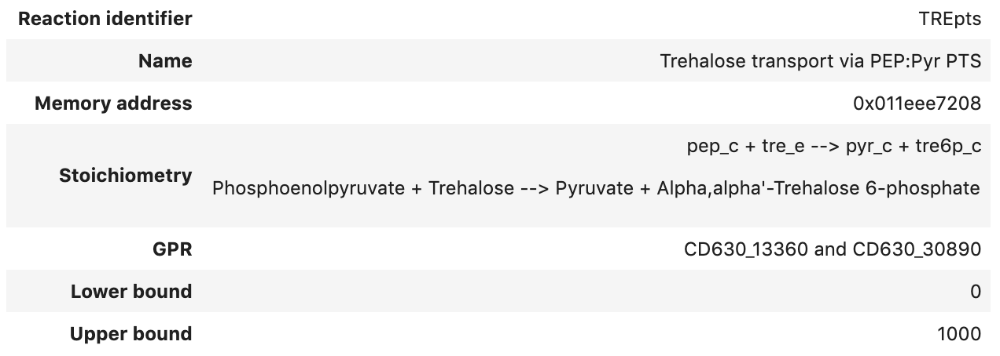 Reaction identifier TREpts
Name Trehalose transport via PEP:Pyr PTS
Memory address 0x011eee7208
Stoichiometry
pep_c + tre_e --> pyr_c + tre6p_c
Phosphoenolpyruvate + Trehalose --> Pyruvate + Alpha,alpha'-Trehalose 6-phosphate
GPR CD630_13360 and CD630_30890
Lower bound 0
Upper bound 1000